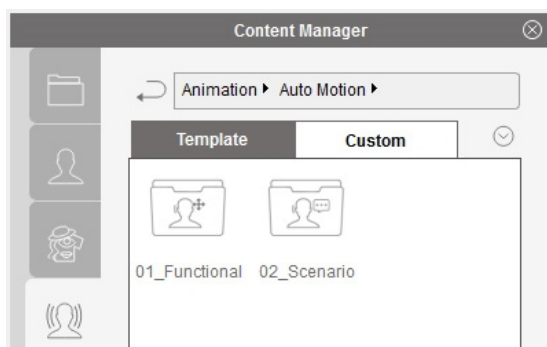 Content Manager
Animation Auto Motion
Template Custom
01_Functional 02_Scenario